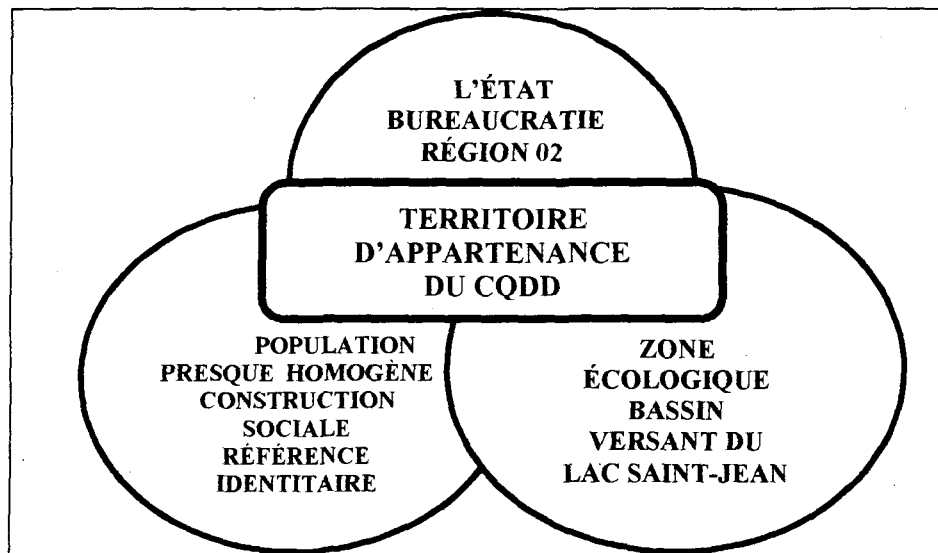 L'ÉTAT
BUREAUCRATIE
RÉGION 02
TERRITOIRE
D'APPARTENANCE
DU CQDD
POPULATION
PRESQUE HOMOGÈNE
CONSTRUCTION
SOCIALE
RÉFÉRENCE
IDENTITAIRE
ZONE
ÉCOLOGIQUE
BASSIN
VERSANT DU
LAC SAINT-JEAN